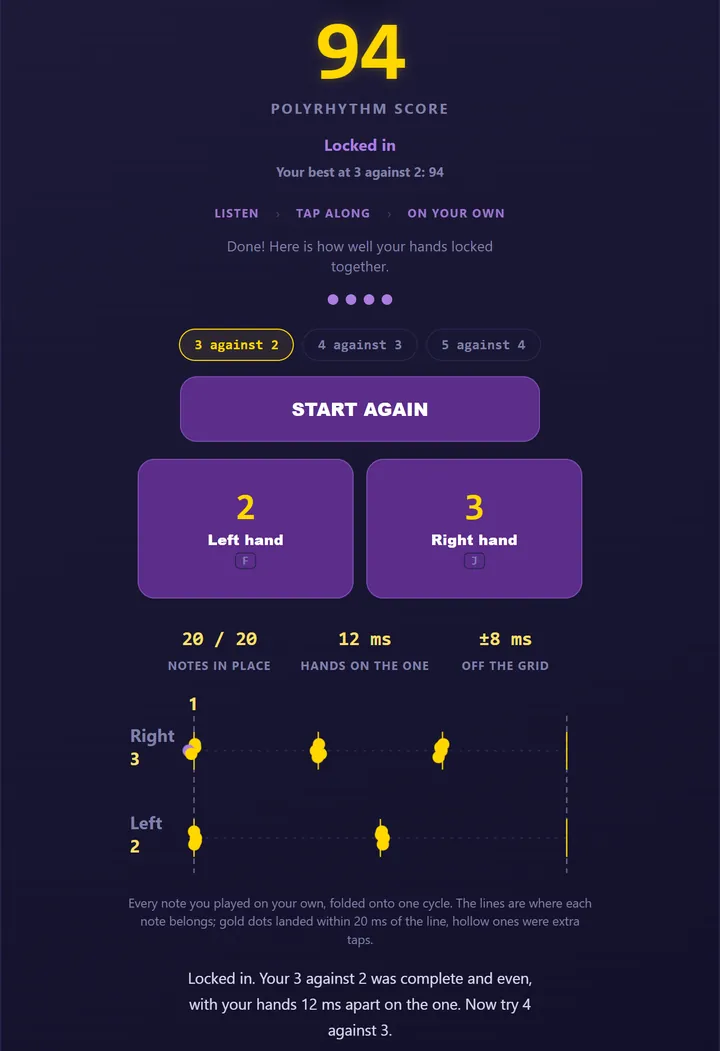 94
POLYRHYTHM SCORE
Locked in
Your best at 3 against 2: 94
LISTEN › TAP ALONG › ON YOUR OWN
Done! Here is how well your hands locked
together.
3 against 2 4 against 3 5 against 4
START AGAIN
2 3
Left hand Right hand
F J
20 / 20 12 ms ±8 ms
NOTES IN PLACE HANDS ON THE ONE OFF THE GRID
1
Right
3
Left
2
Every note you played on your own, folded onto one cycle. The lines are where each
note belongs; gold dots landed within 20 ms of the line, hollow ones were extra
taps.
Locked in. Your 3 against 2 was complete and even,
with your hands 12 ms apart on the one. Now try 4
against 3.